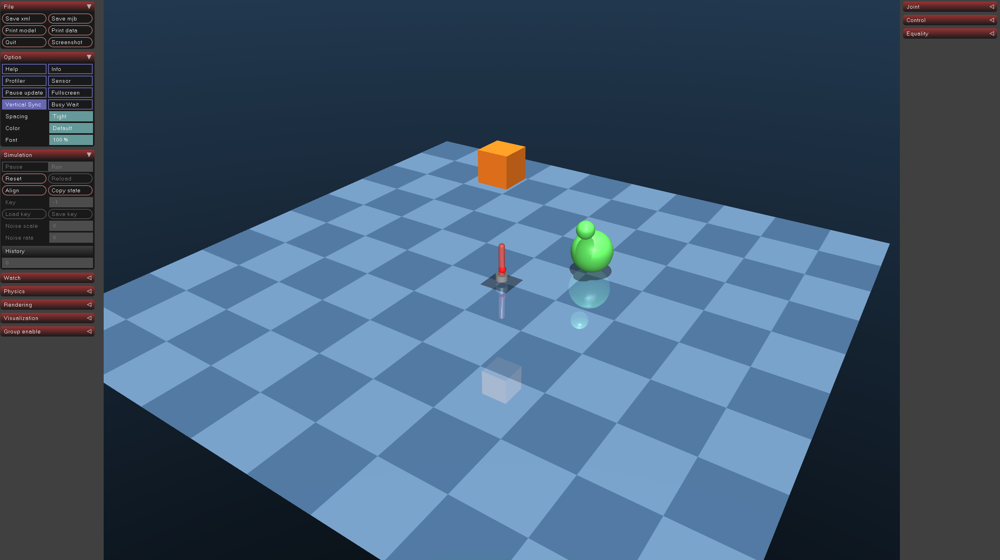 File
Save xml Save mjb
Print model Print data
Quit Screenshot
Option
Help Info
Profiler Sensor
Pause update Fullscreen
Vertical Sync Busy Wait
Spacing Tight
Color Default
Font 100 %
Simulation
Pause Run
Reset Reload
Align Copy state
Key -1
Load key Save key
Noise scale 0
Noise rate 0
History
0
Watch
Physics
Rendering
Visualization
Group enable
Joint
Control
Equality